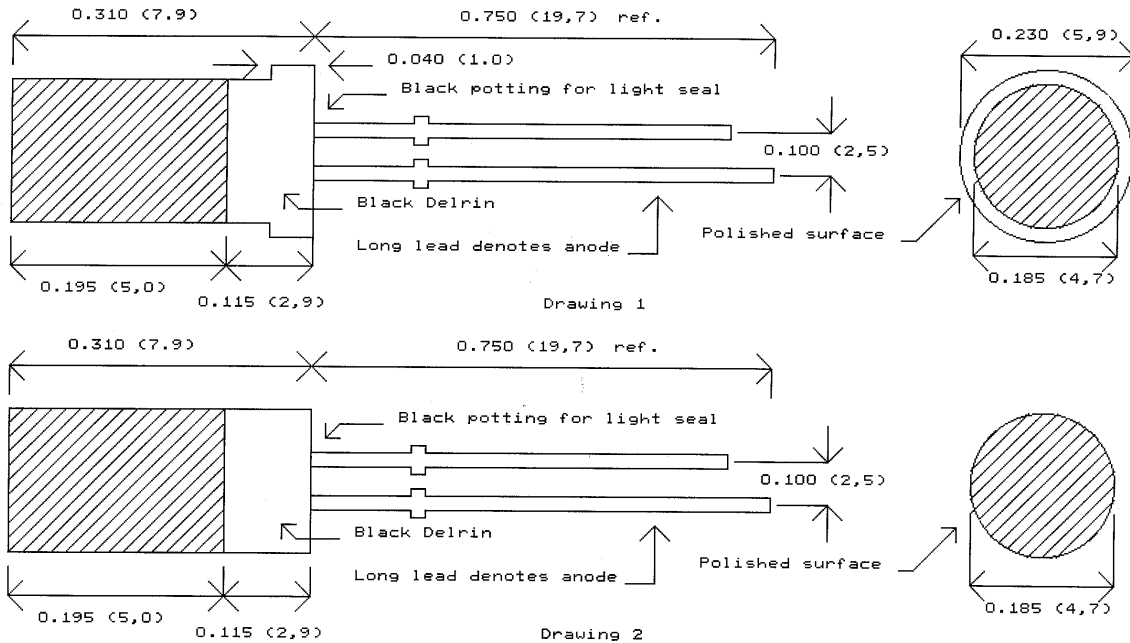 0.310 (7.9)
0.750 (19,7) ref.
0.230 (5,9)
0.040 (1.0)
Black potting for light seal
0.100 (2,5)
Black Delrin
Long lead denotes anode
Polished surface
0.195 (5,0)
0.115 (2,9)
0.185 (4,7)
Drawing 1
0.310 (7.9)
0.750 (19,7) ref.
Black potting for light seal
0.100 (2,5)
Black Delrin
Long lead denotes anode
Polished surface
0.195 (5,0)
0.115 (2,9)
0.185 (4,7)
Drawing 2